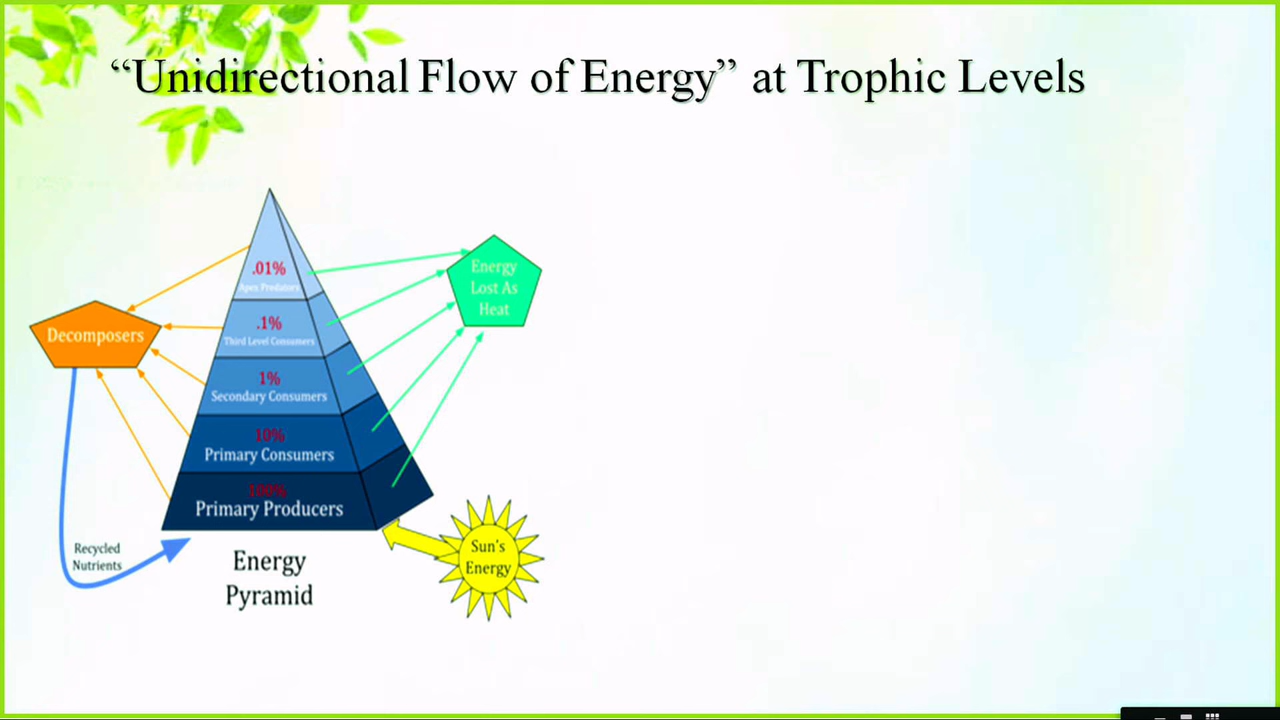 “Unidirectional Flow of Energy” at Trophic Levels
.01%
Apex Predators
.1%
Third Level Consumers
1%
Secondary Consumers
10%
Primary Consumers
100%
Primary Producers
Energy
Pyramid
Decomposers
Recycled
Nutrients
Energy
Lost As
Heat
Sun's
Energy